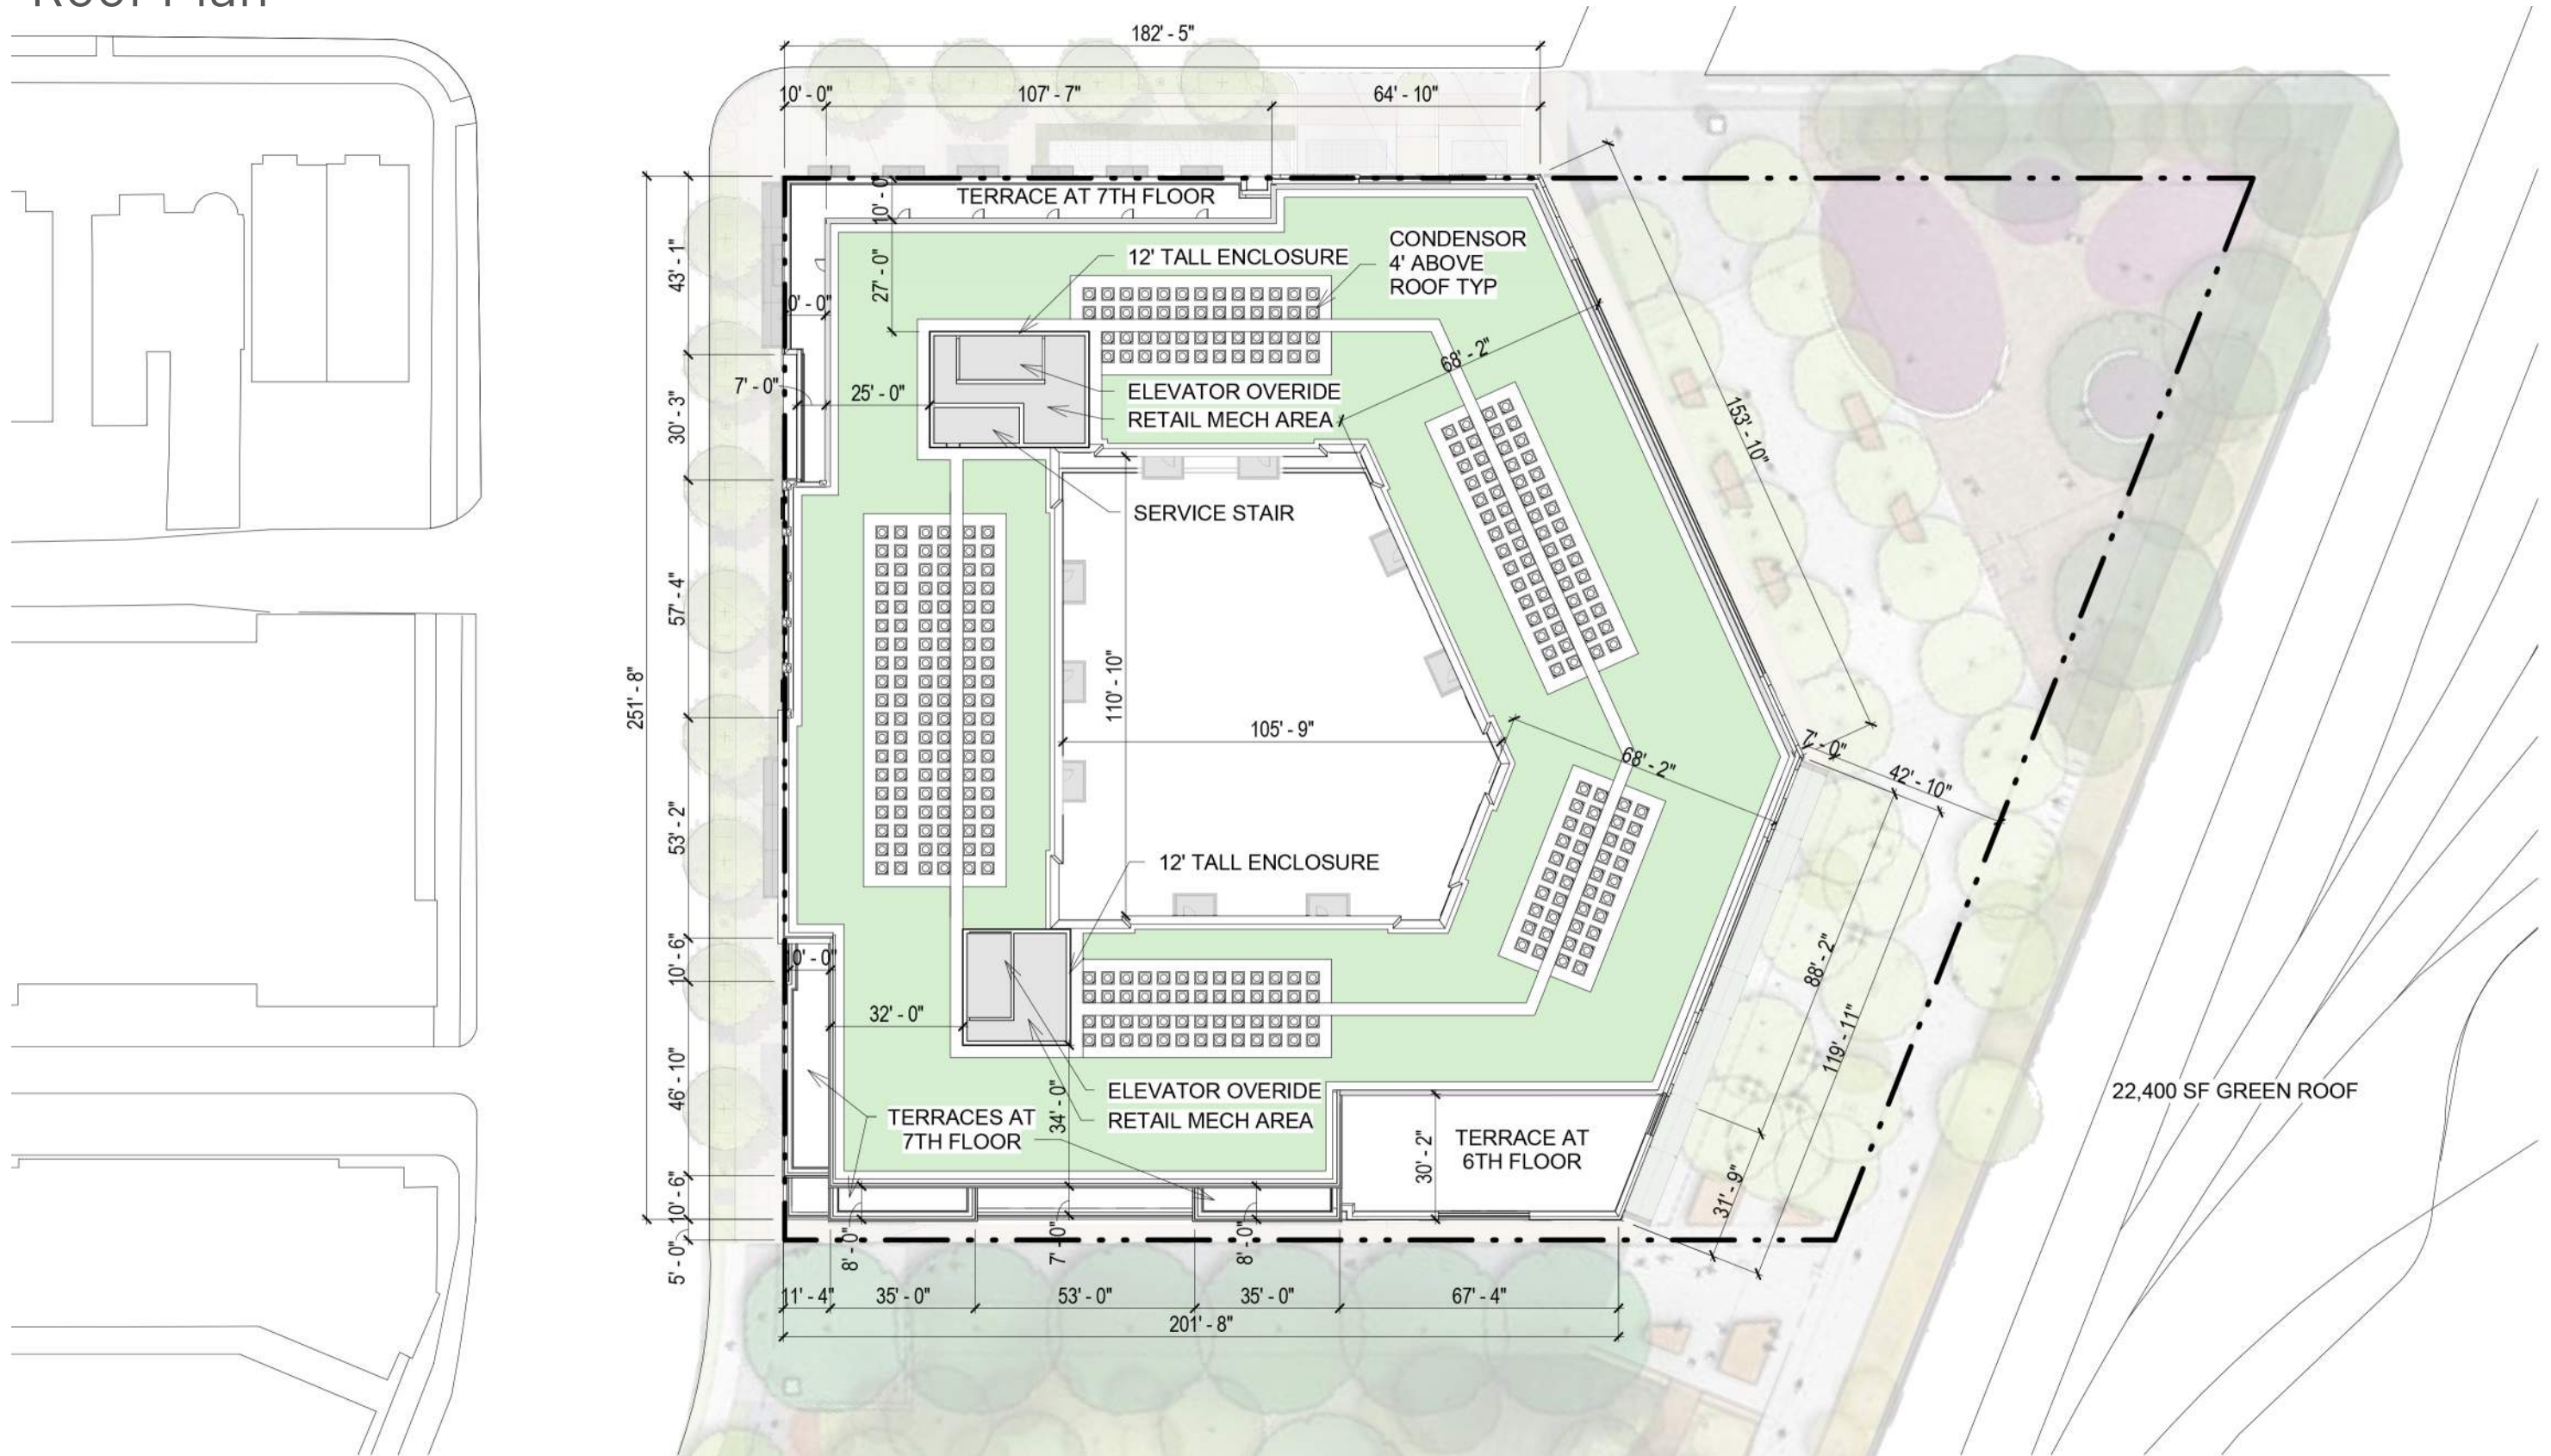 Roof Plan
182' - 5"
10' - 0"
107' - 7"
64' - 10"
TERRACE AT 7TH FLOOR
10' - 0
43' - 1"
27' - 0"
12' TALL ENCLOSURE
CONDENSOR
4' ABOVE
ROOF TYP
0' - 0"
68' - 2"
7' - 0"
25' - 0"
30' - 3"
ELEVATOR OVERIDE
RETAIL MECH AREA
153' - 10"
SERVICE STAIR
57' - 4"
251' - 8"
110' - 10"
105' - 9"
68' - 2"
7' - 0"
42' - 10"
53' - 2"
12' TALL ENCLOSURE
10' - 6"
0' - 0"
32' - 0"
88' - 2"
119' - 11"
46' - 10"
34' - 0"
ELEVATOR OVERIDE
RETAIL MECH AREA
22,400 SF GREEN ROOF
TERRACES AT
7TH FLOOR
30' - 2"
TERRACE AT
6TH FLOOR
31' - 9"
10' - 6"
5' - 0"
8' - 0"
7' - 0"
8' - 0"
11' - 4"
35' - 0"
53' - 0"
35' - 0"
67' - 4"
201' - 8"